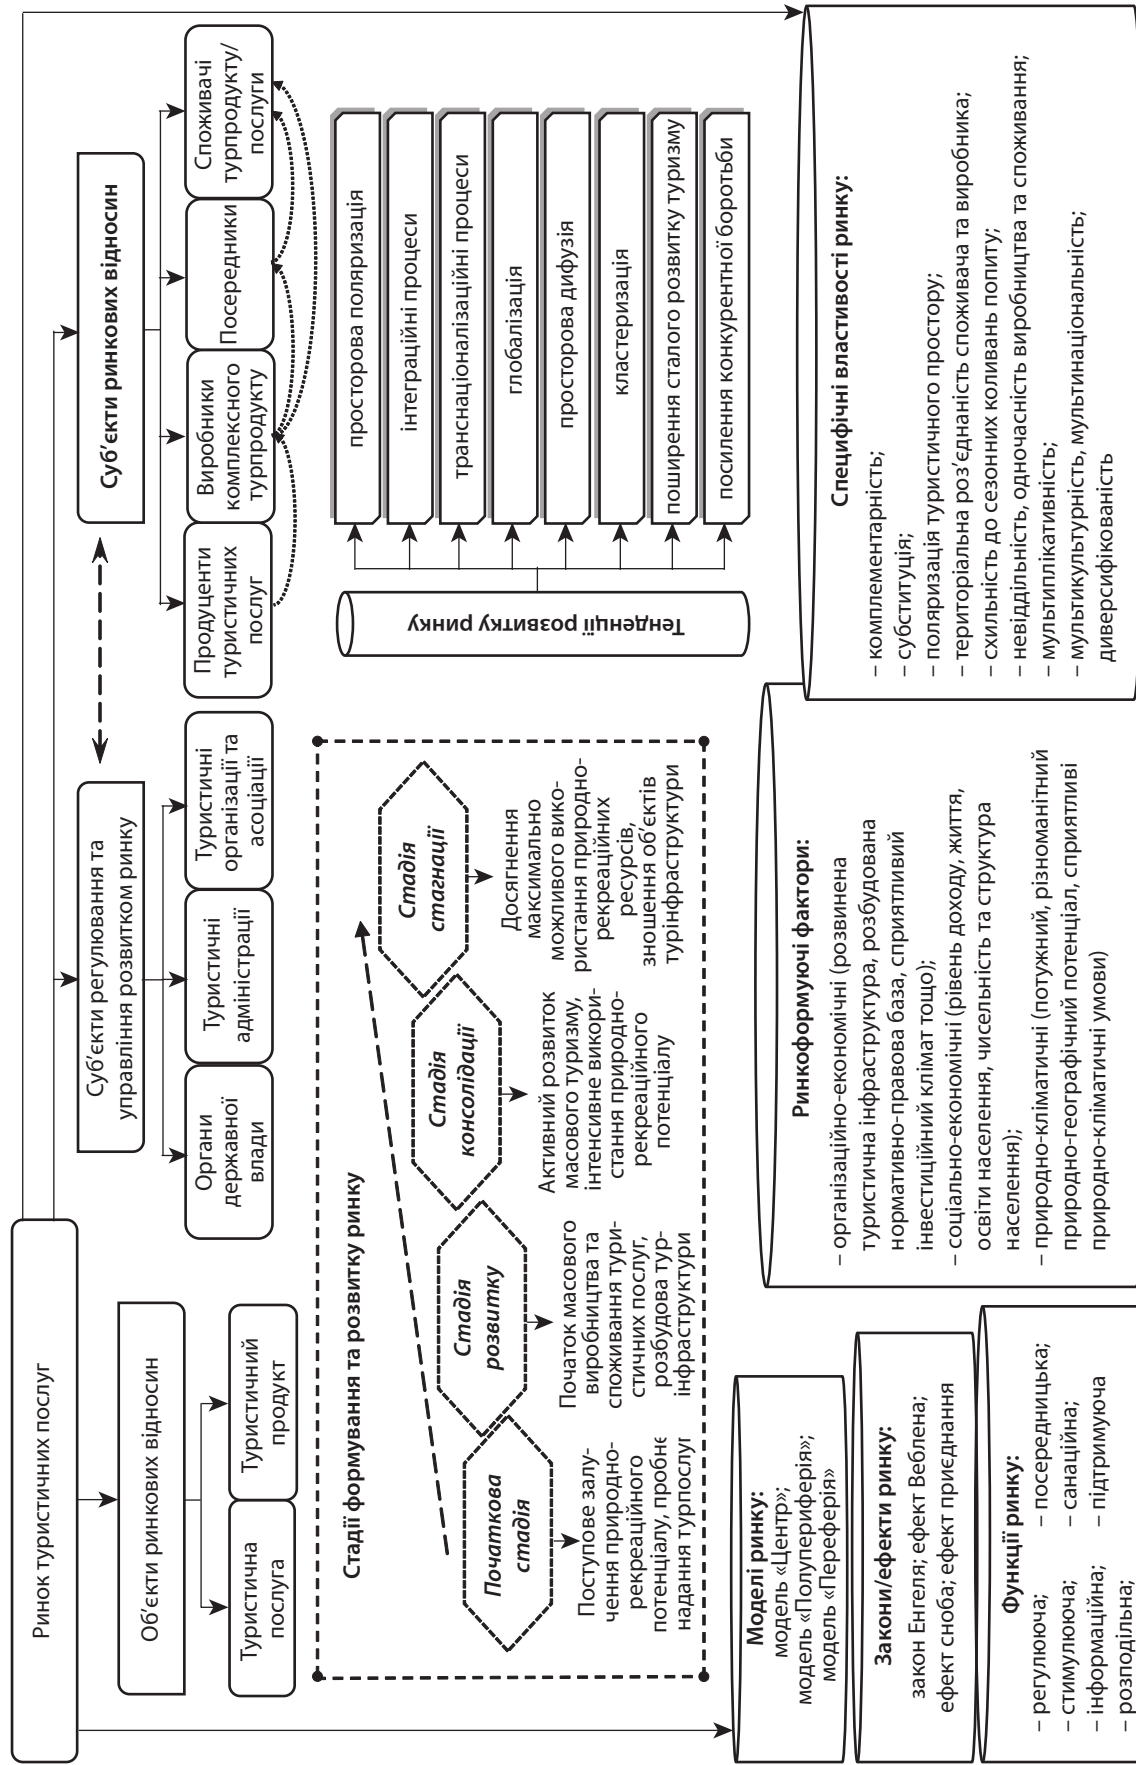 Ринок туристичних послуг
Об’єкти ринкових відносин
Туристична
послуга
Туристичний
продукт
Суб’єкти регулювання та
управління розвитком ринку
Органи
державної
влади
Туристичні
адміністрації
Туристичні
організації та
асоціації
Суб’єкти ринкових відносин
Продуценти
туристичних
послуг
Виробники
комплексного
турпродукту
Посередники
Споживачі
турпродукту/
послуги
Стадії формування та розвитку ринку
Початкова
стадія
Поступове залу-
чення природно-
рекреаційного
потенціалу, пробне
надання турпослуг
Стадія
розвитку
Початок масового
виробництва та
споживання тури-
стичних послуг,
розбудова тур-
інфраструктури
Стадія
консолідації
Активний розвиток
масового туризму,
інтенсивне викори-
стання природно-
рекреаційного
потенціалу
Стадія
стагнації
Досягнення
максимально
можливого вико-
ристання природно-
рекреаційних
ресурсів,
зношення об’єктів
турінфраструктури
Тенденції розвитку ринку
просторова поляризація
інтеграційні процеси
транснаціоналізаційні процеси
глобалізація
просторова дифузія
кластеризація
поширення сталого розвитку туризму
посилення конкурентної боротьби
Моделі ринку:
модель «Центр»;
модель «Полупериферія»;
модель «Переферія»
Закони/ефекти ринку:
закон Енгеля; ефект Веблена;
ефект сноба; ефект приєднання
Функції ринку:
– регулююча;
– стимулююча;
– інформаційна;
– розподільна;
– посередницька;
– санаційна;
– підтримуюча
Ринкоформуючі фактори:
– організаційно-економічні (розвинена
туристична інфраструктура, розбудована
нормативно-правова база, сприятливий
інвестиційний клімат тощо);
– соціально-економічні (рівень доходу, життя,
освіти населення, чисельність та структура
населення);
– природно-кліматичні (потужний, різноманітний
природно-географічний потенціал, сприятливі
природно-кліматичні умови)
Специфічні властивості ринку:
– комплементарність;
– субституція;
– поляризація туристичного простору;
– територіальна роз’єднаність споживача та виробника;
– схильність до сезонних коливань попиту;
– невіддільність, одночасність виробництва та споживання;
– мультиплікативність;
– мультикультурність, мультинаціональність;
диверсифікованість